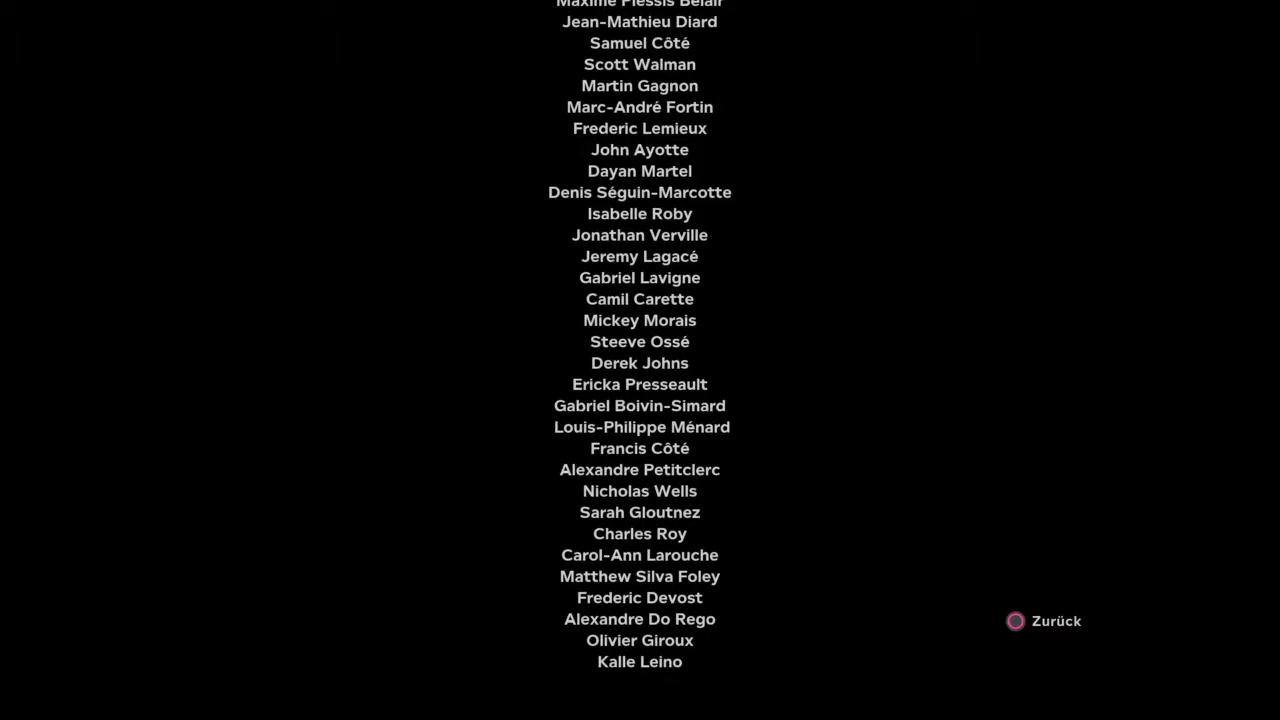 Maxime Plessis Belair
Jean-Mathieu Diard
Samuel Côté
Scott Walman
Martin Gagnon
Marc-André Fortin
Frederic Lemieux
John Ayotte
Dayan Martel
Denis Séguin-Marcotte
Isabelle Roby
Jonathan Verville
Jeremy Lagacé
Gabriel Lavigne
Camil Carette
Mickey Morais
Steeve Ossé
Derek Johns
Ericka Presseault
Gabriel Boivin-Simard
Louis-Philippe Ménard
Francis Côté
Alexandre Petitclerc
Nicholas Wells
Sarah Gloutnez
Charles Roy
Carol-Ann Larouche
Matthew Silva Foley
Frederic Devost
Alexandre Do Rego
Zurück
Olivier Giroux
Kalle Leino